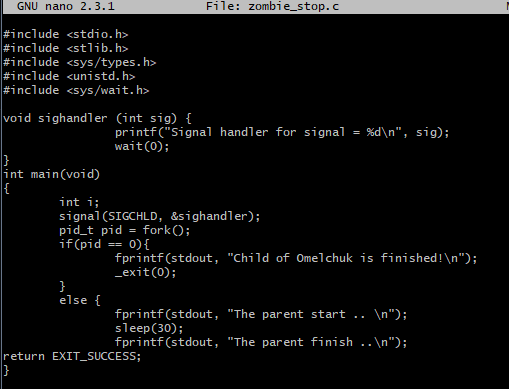 GNU nano 2.3.1 File: zombie_stop.c
#include <stdio.h>
#include <stlib.h>
#include <sys/types.h>
#include <unistd.h>
#include <sys/wait.h>
void sighandler (int sig) {
printf("Signal handler for signal = %d\n", sig);
wait(0);
}
int main(void)
{
int i;
signal(SIGCHLD, &sighandler);
pid_t pid = fork();
if(pid == 0){
fprintf(stdout, "Child of Omelchuk is finished!\n");
_exit(0);
}
else {
fprintf(stdout, "The parent start .. \n");
sleep(30);
fprintf(stdout, "The parent finish ..\n");
return EXIT_SUCCESS;
}